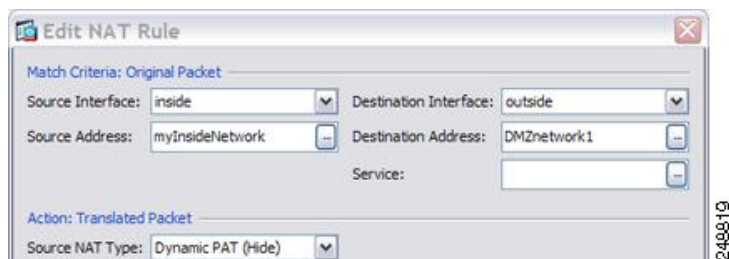 Edit NAT Rule
Match Criteria: Original Packet
Source Interface: inside Destination Interface: outside
Source Address: myInsideNetwork ... Destination Address: DMZnetwork1 ...
Service: ...
Action: Translated Packet
Source NAT Type: Dynamic PAT (Hide)
248819